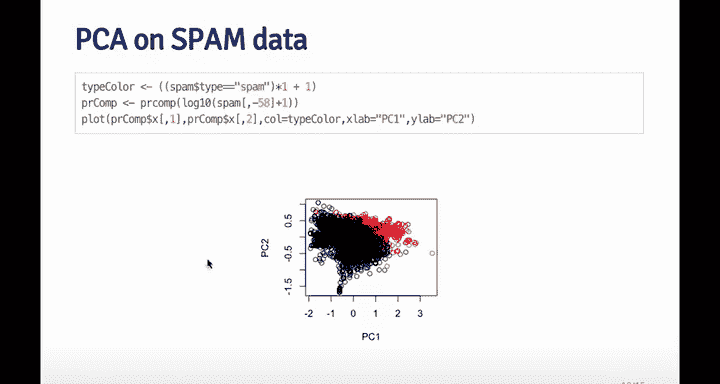 PCA on SPAM data
typeColor <- ((spam$type=="spam")*1 + 1)
prComp <- prcomp(log10(spam[,-58]+1))
plot(prComp$x[,1],prComp$x[,2],col=typeColor,xlab="PC1",ylab="PC2")
PC2
0.5
-0.5
-1.5
-2 -1 0 1 2 3
PC1